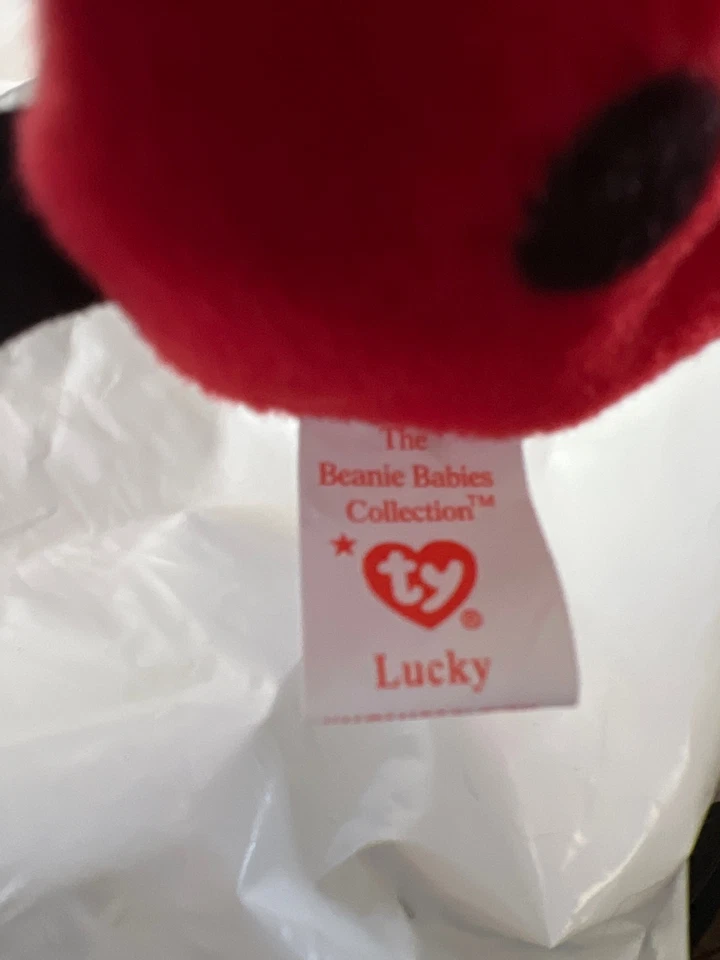 The
Beanie Babies
Collection™
ty®
Lucky